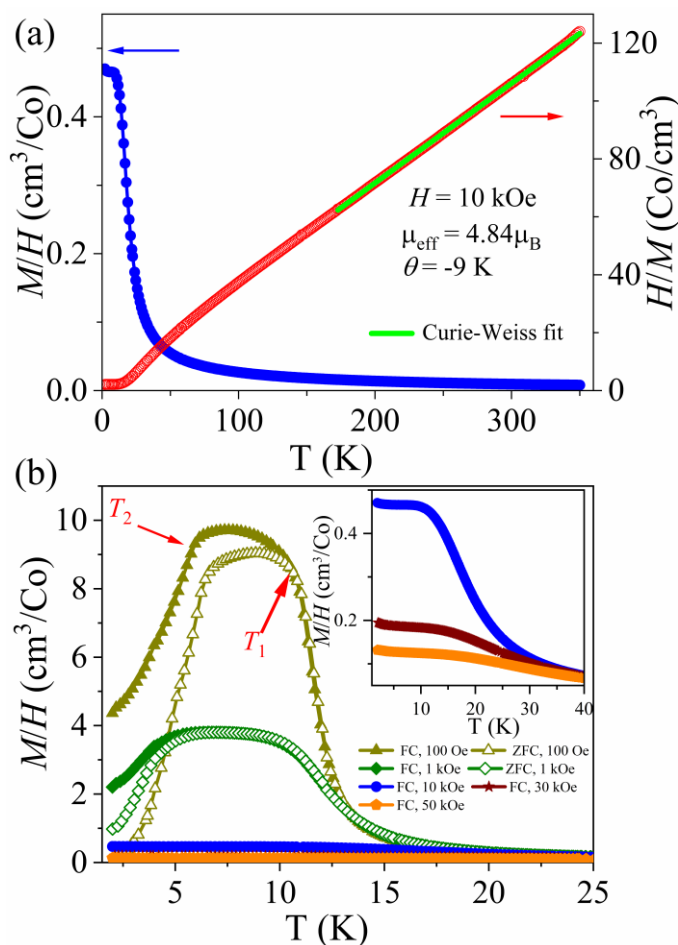 (a)
M/H (cm³/Co)
0.4
0.2
0.0
0
100
200
300
T (K)
120
80
40
0
H/M (Co/cm³)
H = 10 kOe
μeff = 4.84μB
θ = -9 K
Curie-Weiss fit
(b)
M/H (cm³/Co)
10
8
6
4
2
0
5
10
15
20
25
T (K)
T₂
T₁
M/H (cm³/Co)
0.4
0.2
10
20
30
40
T (K)
FC, 100 Oe ZFC, 100 Oe
FC, 1 kOe ZFC, 1 kOe
FC, 10 kOe FC, 30 kOe
FC, 50 kOe